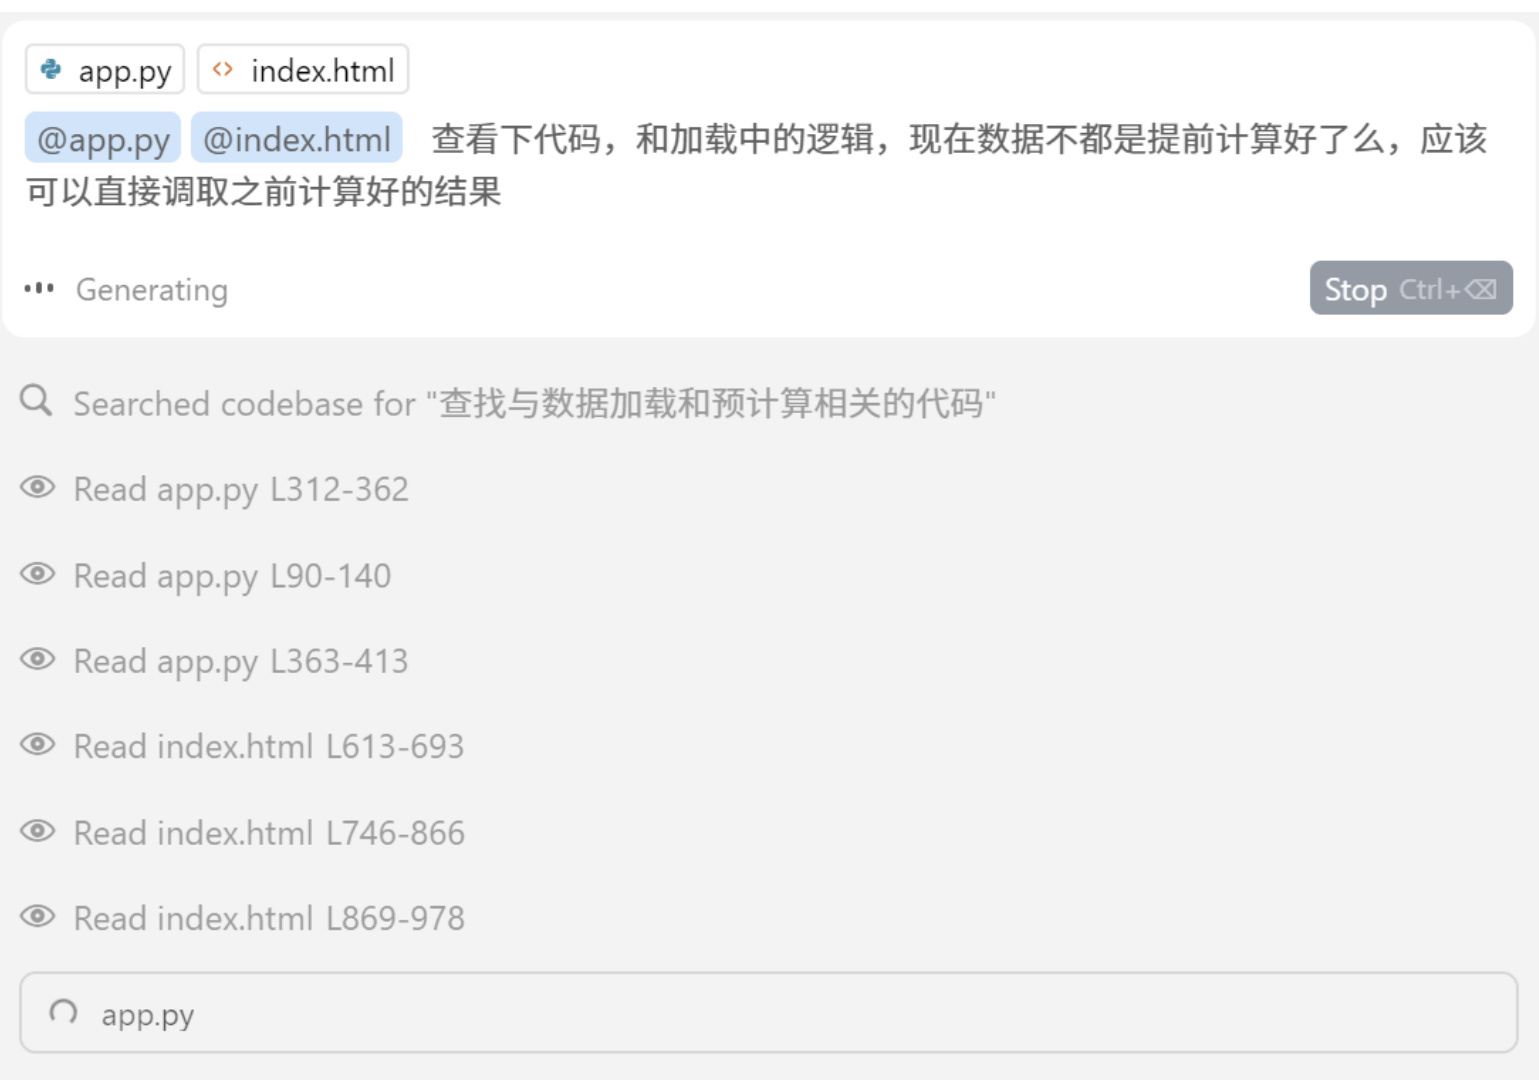 app.py index.html
@app.py @index.html 查看下代码，和加载中的逻辑，现在数据不都是提前计算好了么，应该
可以直接调取之前计算好的结果
Generating Stop Ctrl+⌫
Searched codebase for "查找与数据加载和预计算相关的代码"
Read app.py L312-362
Read app.py L90-140
Read app.py L363-413
Read index.html L613-693
Read index.html L746-866
Read index.html L869-978
app.py